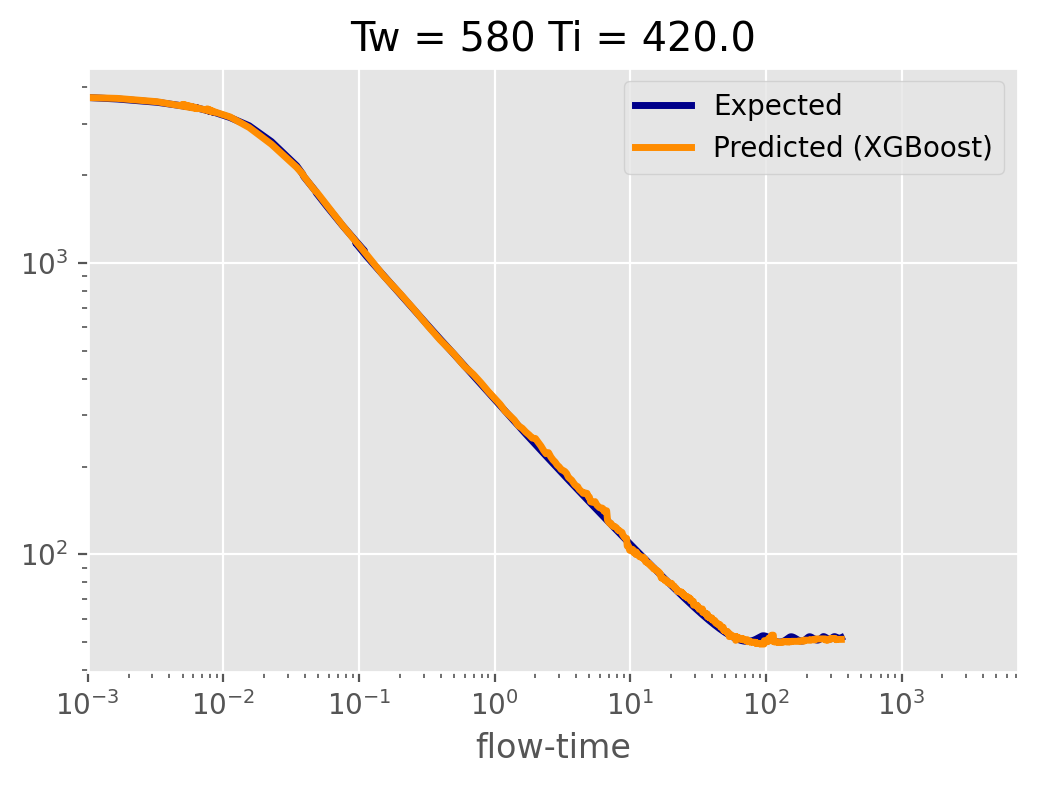 Tw = 580 Ti = 420.0
Expected
Predicted (XGBoost)
10³
10²
10⁻³ 10⁻² 10⁻¹ 10⁰ 10¹ 10² 10³
flow-time